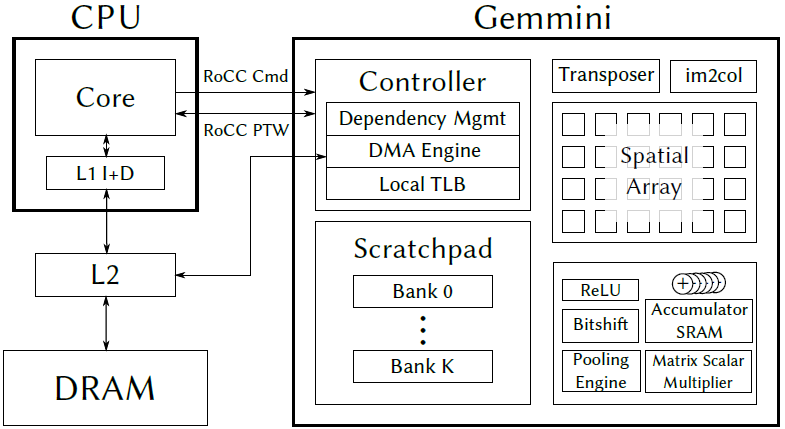 CPU
Gemmini
Core
RoCC Cmd
RoCC PTW
L1 I+D
L2
DRAM
Controller
Dependency Mgmt
DMA Engine
Local TLB
Scratchpad
Bank 0
Bank K
Transposer
im2col
Spatial
Array
ReLU
Bitshift
Pooling
Engine
+
Accumulator
SRAM
Matrix Scalar
Multiplier